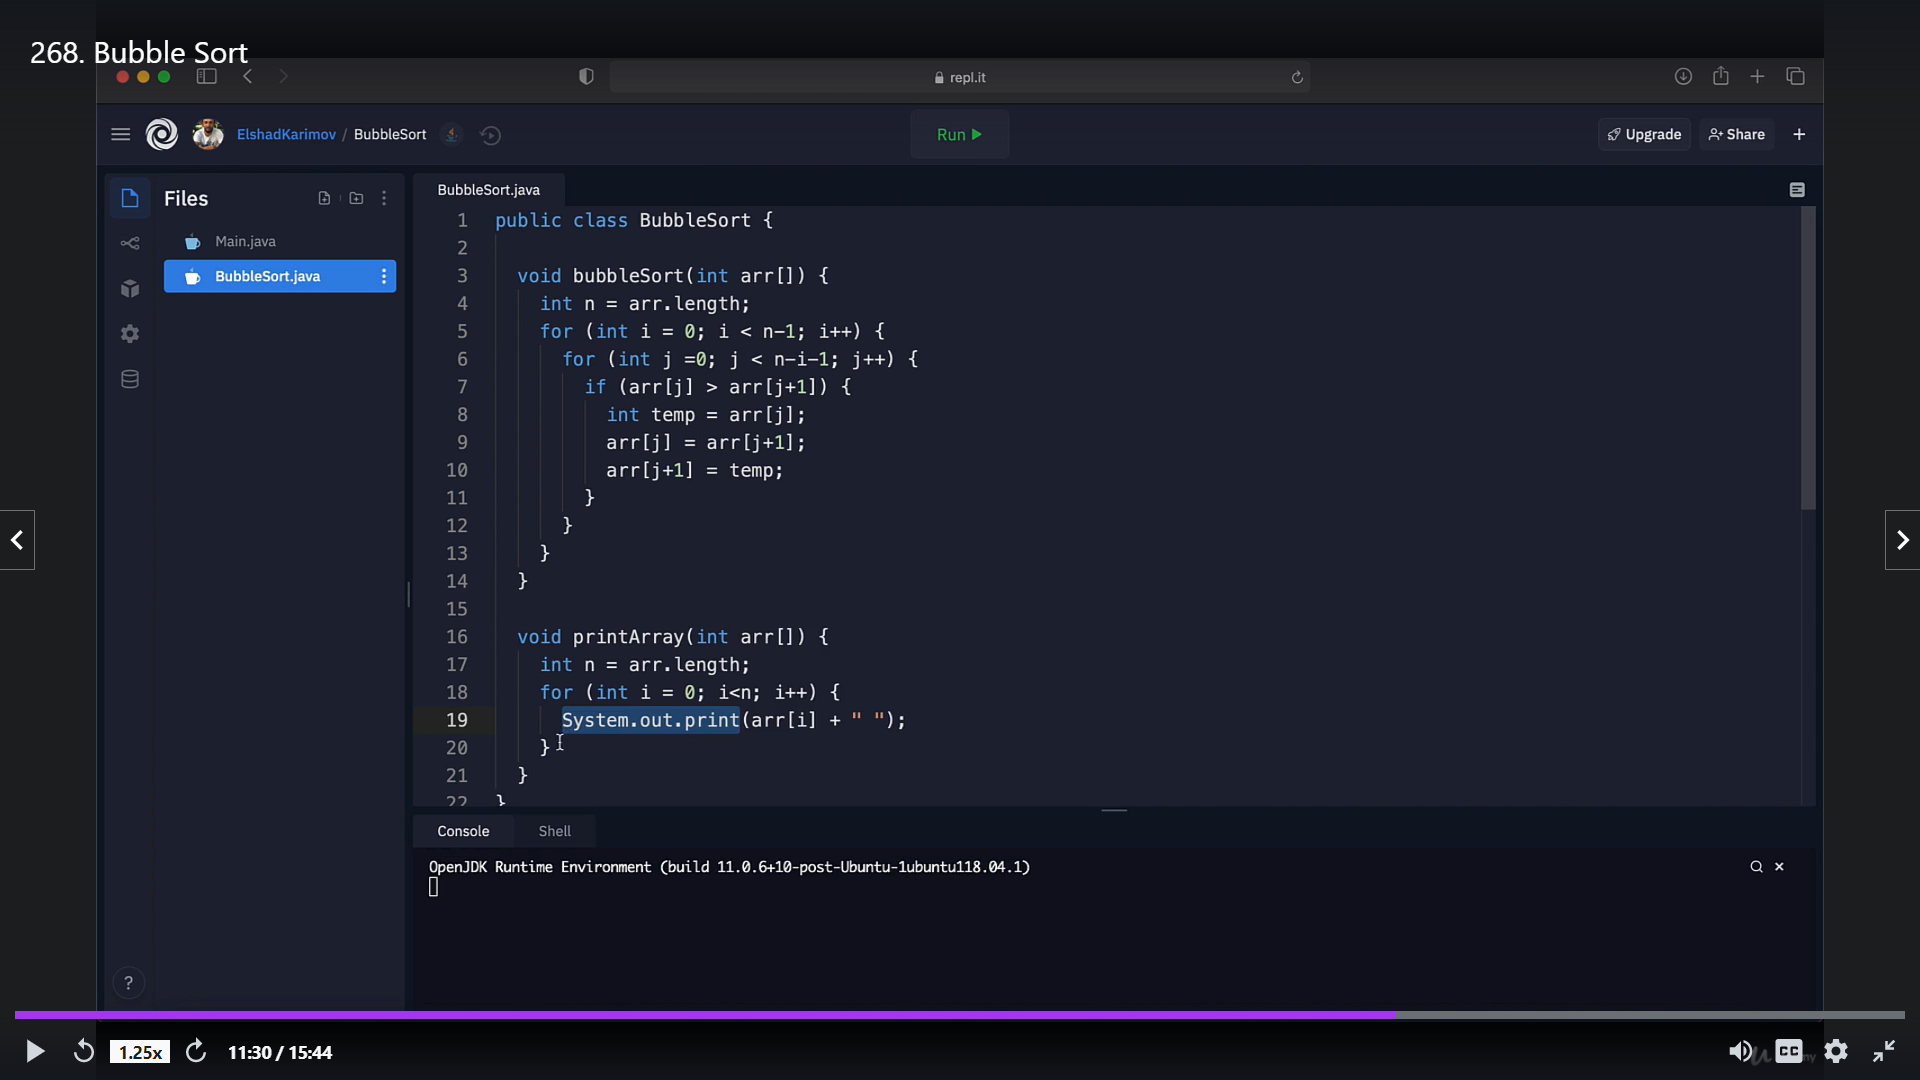 268. Bubble Sort
repl.it
ElshadKarimov / BubbleSort
Run
Upgrade
Share
Files
Main.java
BubbleSort.java
BubbleSort.java
1 public class BubbleSort {
2
3 void bubbleSort(int arr[]) {
4 int n = arr.length;
5 for (int i = 0; i < n-1; i++) {
6 for (int j =0; j < n-i-1; j++) {
7 if (arr[j] > arr[j+1]) {
8 int temp = arr[j];
9 arr[j] = arr[j+1];
10 arr[j+1] = temp;
11 }
12 }
13 }
14 }
15
16 void printArray(int arr[]) {
17 int n = arr.length;
18 for (int i = 0; i<n; i++) {
19 System.out.print(arr[i] + " ");
20 }
21 }
22 }
Console
Shell
OpenJDK Runtime Environment (build 11.0.6+10-post-Ubuntu-1ubuntu118.04.1)
?
1.25x
11:30 / 15:44
CC